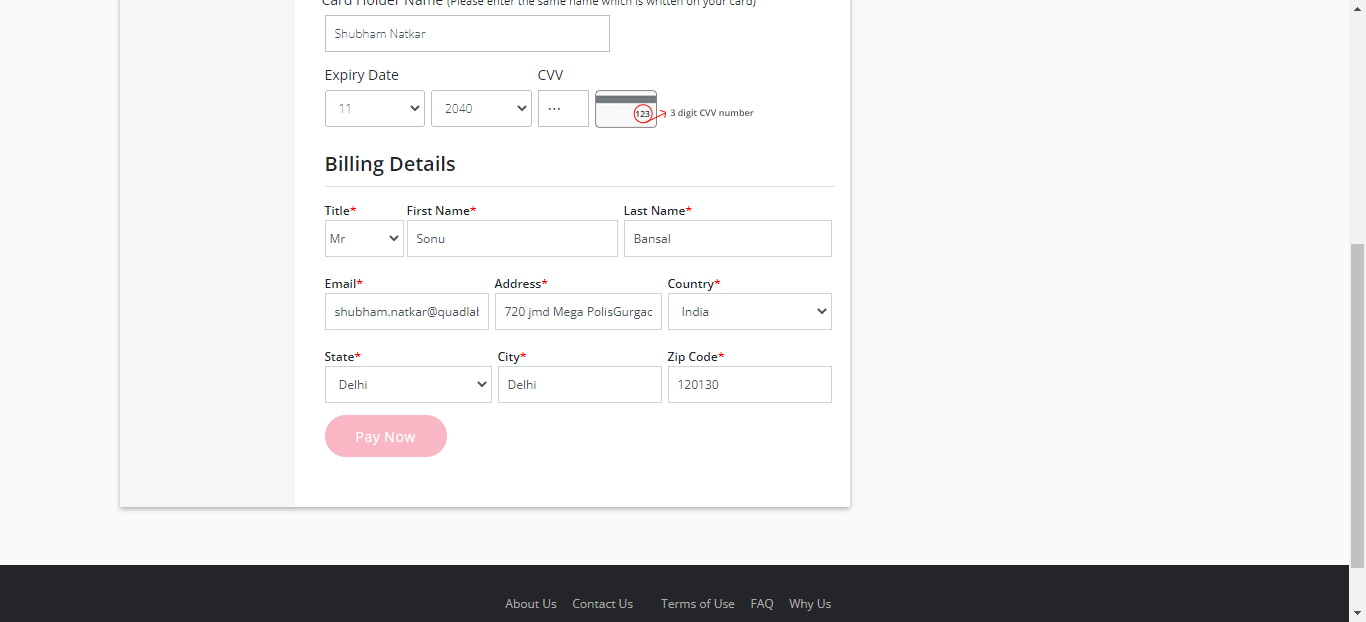 Card Holder Name (Please enter the same name which is written on your card)
Shubham Natkar
Expiry Date CVV
11 2040 ... 123 3 digit CVV number
Billing Details
Title* First Name* Last Name*
Mr Sonu Bansal
Email* Address* Country*
shubham.natkar@quadlat 720 jmd Mega PolisGurgac India
State* City* Zip Code*
Delhi Delhi 120130
Pay Now
About Us Contact Us Terms of Use FAQ Why Us